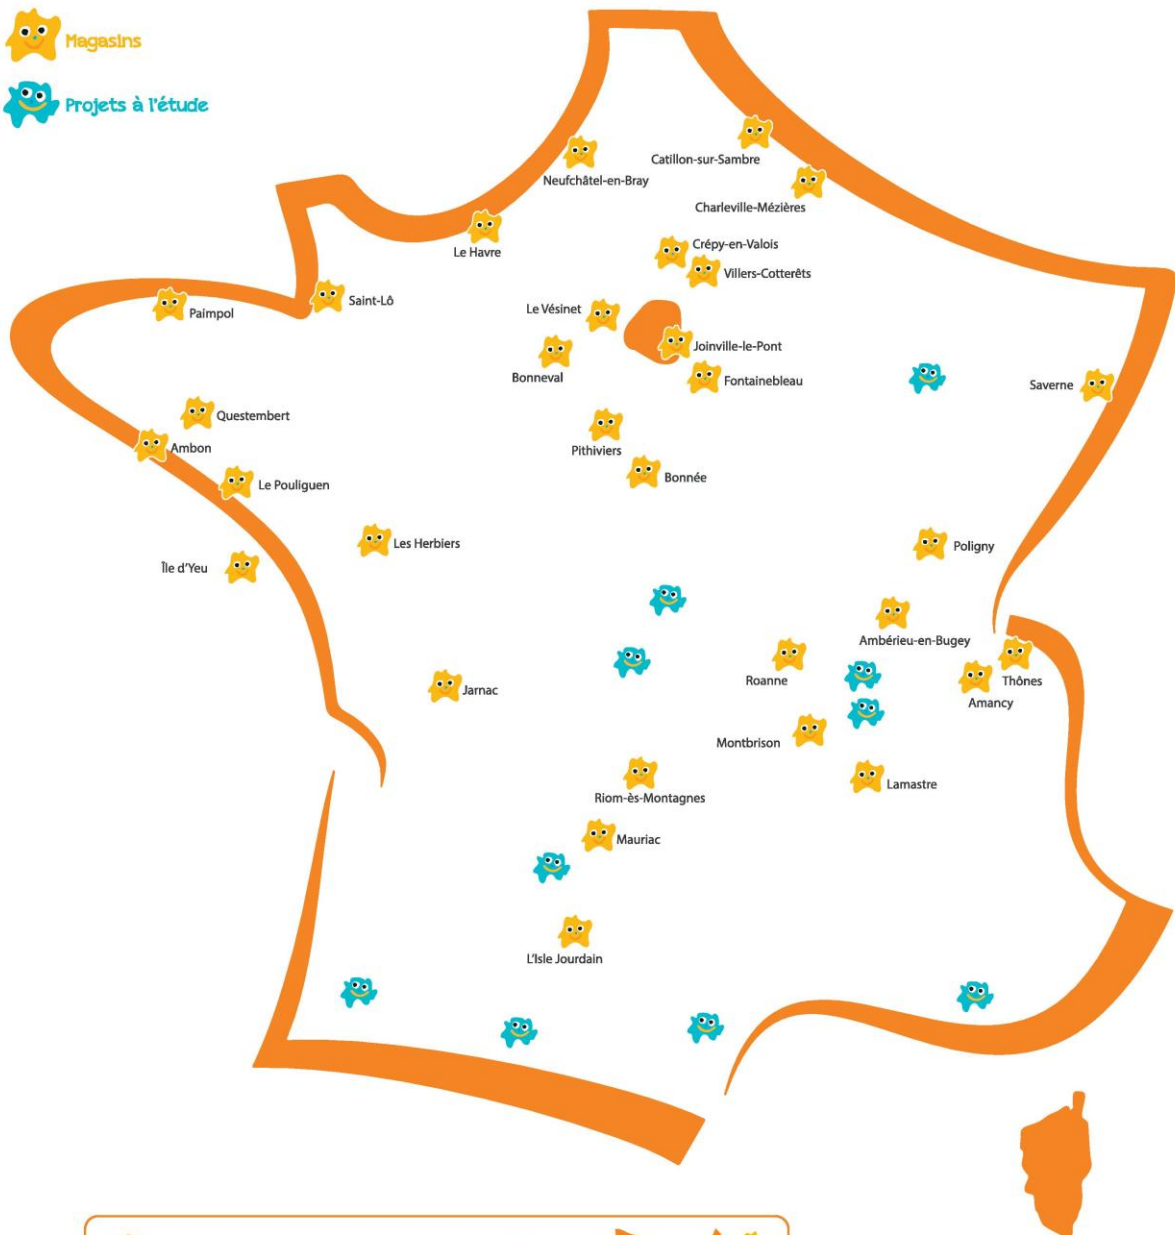 Magasins
Projets à l'étude
Catillon-sur-Sambre
Neufchâtel-en-Bray
Charleville-Mézières
Crépy-en-Valois
Le Havre
Villers-Cotterêts
Saint-Lô
Le Vésinet
Paimpol
Joinville-le-Pont
Bonneval
Fontainebleau
Saverne
Questembert
Ambon
Pithiviers
Bonnée
Le Pouliguen
Les Herbiers
Poligny
Île d'Yeu
Ambérieu-en-Bugey
Roanne
Thônes
Jarnac
Amancy
Montbrison
Lamastre
Riom-ès-Montagnes
Mauriac
L'Isle Jourdain